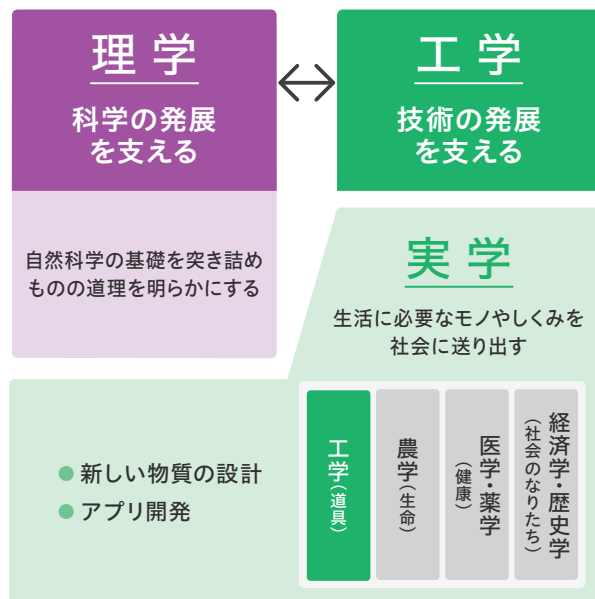 理学
科学の発展
を支える
自然科学の基礎を突き詰め
ものの道理を明らかにする
工学
技術の発展
を支える
実学
生活に必要なモノやしくみを
社会に送り出す
新しい物質の設計
アプリ開発
工学(道具)
農学(生命)
医学・薬学
(健康)
経済学・歴史学
(社会のなりたち)